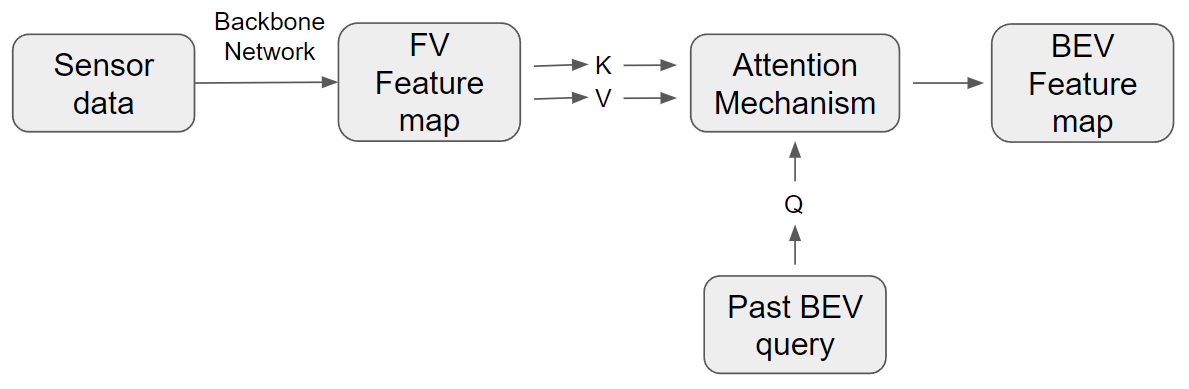 Sensor
data
Backbone
Network
FV
Feature
map
K
V
Attention
Mechanism
BEV
Feature
map
Q
Past BEV
query